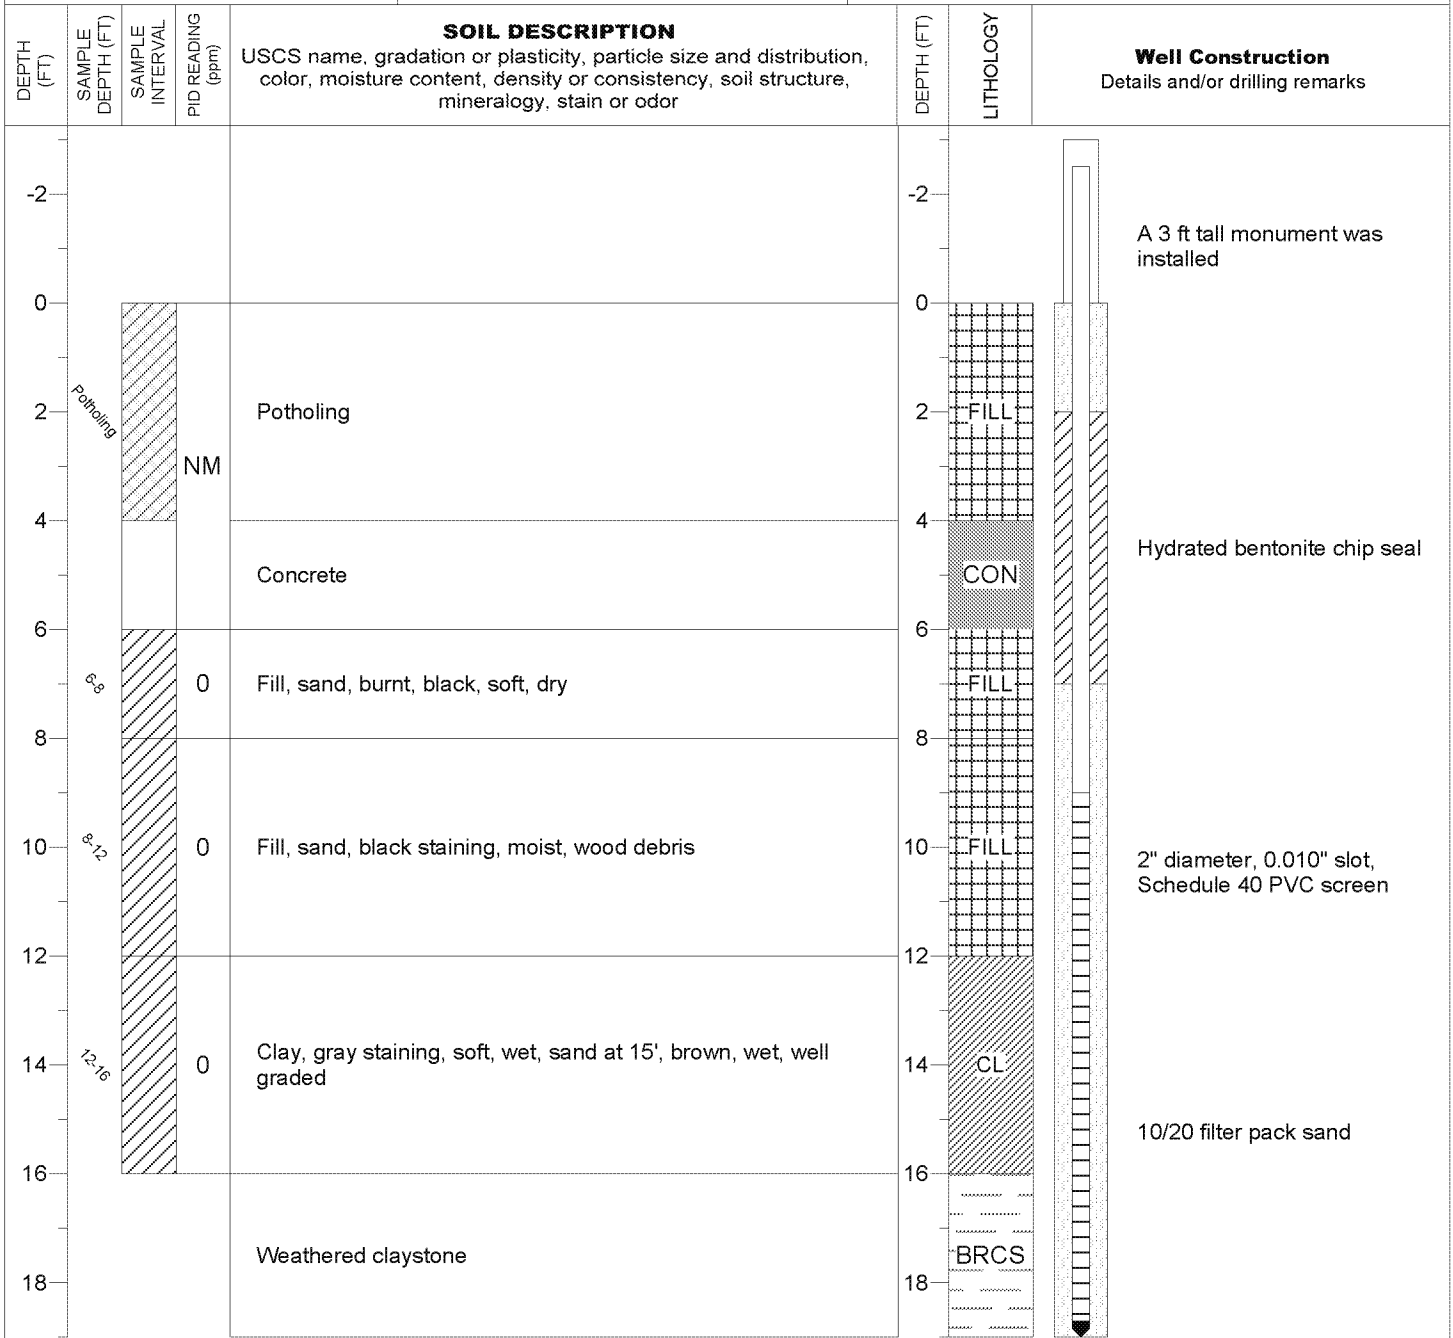 DEPTH
(FT)
SAMPLE
DEPTH (FT)
SAMPLE
INTERVAL
PID READING
(ppm)
SOIL DESCRIPTION
USCS name, gradation or plasticity, particle size and distribution,
color, moisture content, density or consistency, soil structure,
mineralogy, stain or odor
DEPTH (FT)
LITHOLOGY
Well Construction
Details and/or drilling remarks
-2
-2
A 3 ft tall monument was
installed
0
0
Potholing
2
Potholing
2
FILL
NM
4
4
Hydrated bentonite chip seal
Concrete
CON
6
6
6-8
0
Fill, sand, burnt, black, soft, dry
FILL
8
8
10
8-12
0
Fill, sand, black staining, moist, wood debris
10
FILL
2" diameter, 0.010" slot,
Schedule 40 PVC screen
12
12
14
12-16
0
Clay, gray staining, soft, wet, sand at 15', brown, wet, well
graded
14
CL
10/20 filter pack sand
16
16
Weathered claystone
BRCS
18
18